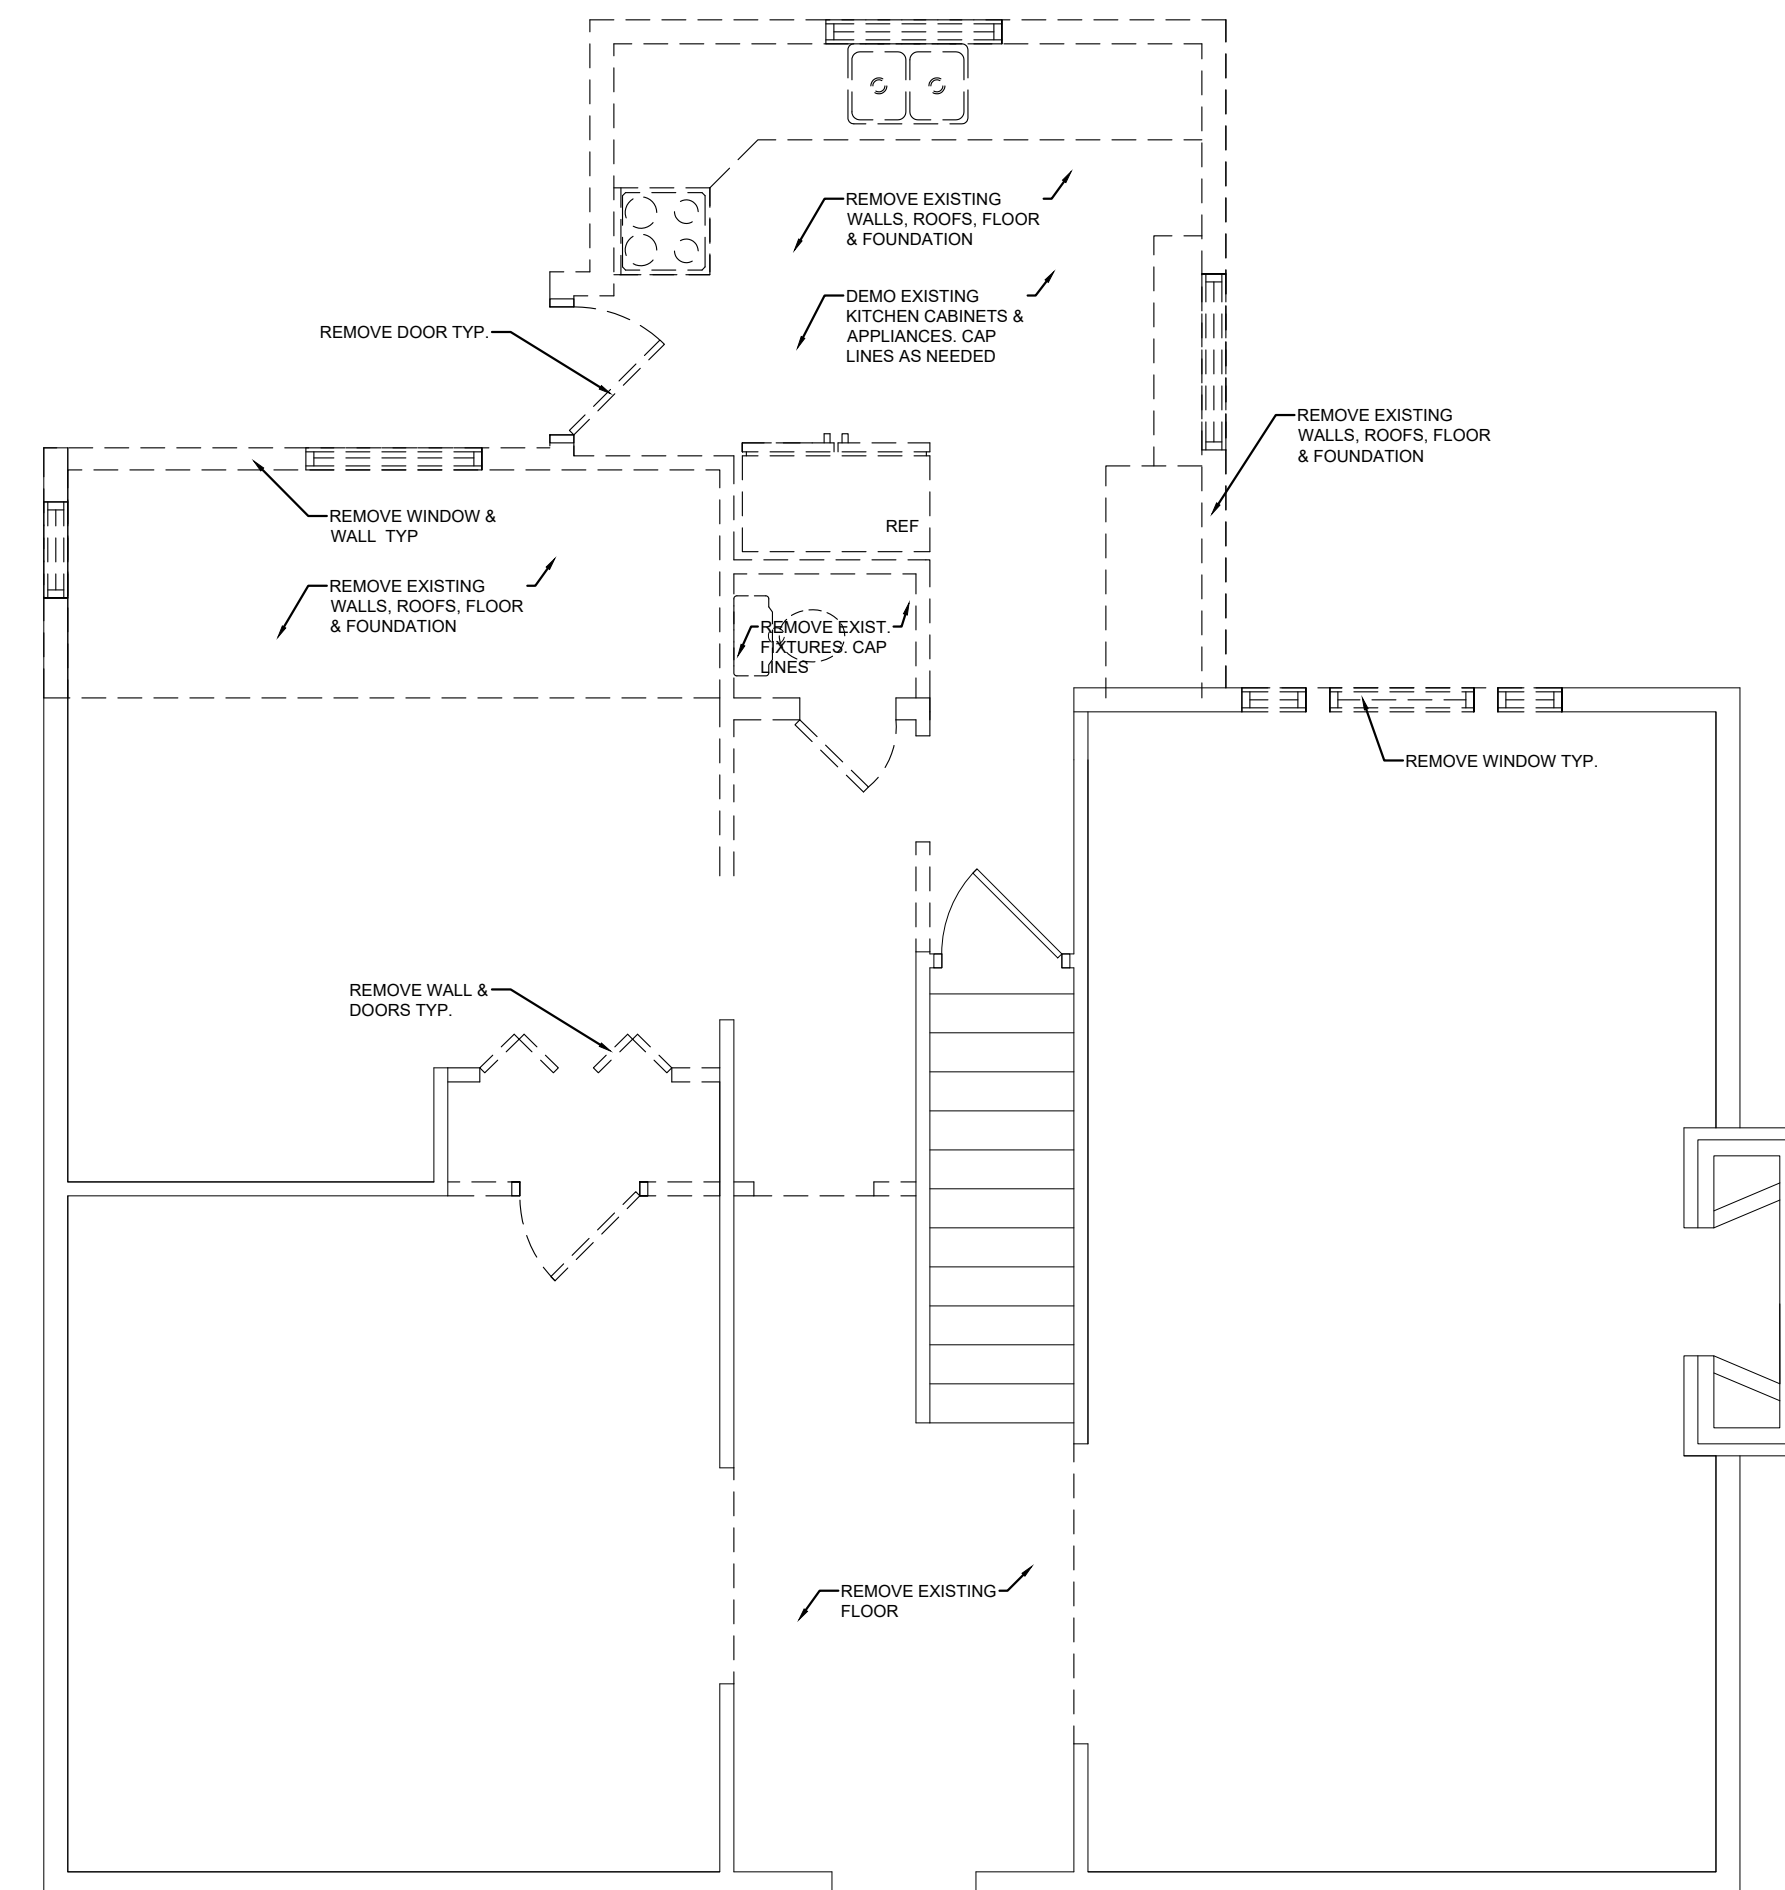 REMOVE EXISTING
WALLS, ROOFS, FLOOR
& FOUNDATION
DEMO EXISTING
KITCHEN CABINETS &
APPLIANCES. CAP
LINES AS NEEDED
REMOVE DOOR TYP.
REMOVE EXISTING
WALLS, ROOFS, FLOOR
& FOUNDATION
REMOVE WINDOW &
WALL TYP
REF
REMOVE EXISTING
WALLS, ROOFS, FLOOR
& FOUNDATION
REMOVE EXIST.
FIXTURES. CAP
LINES
REMOVE WINDOW TYP.
REMOVE WALL &
DOORS TYP.
REMOVE EXISTING
FLOOR